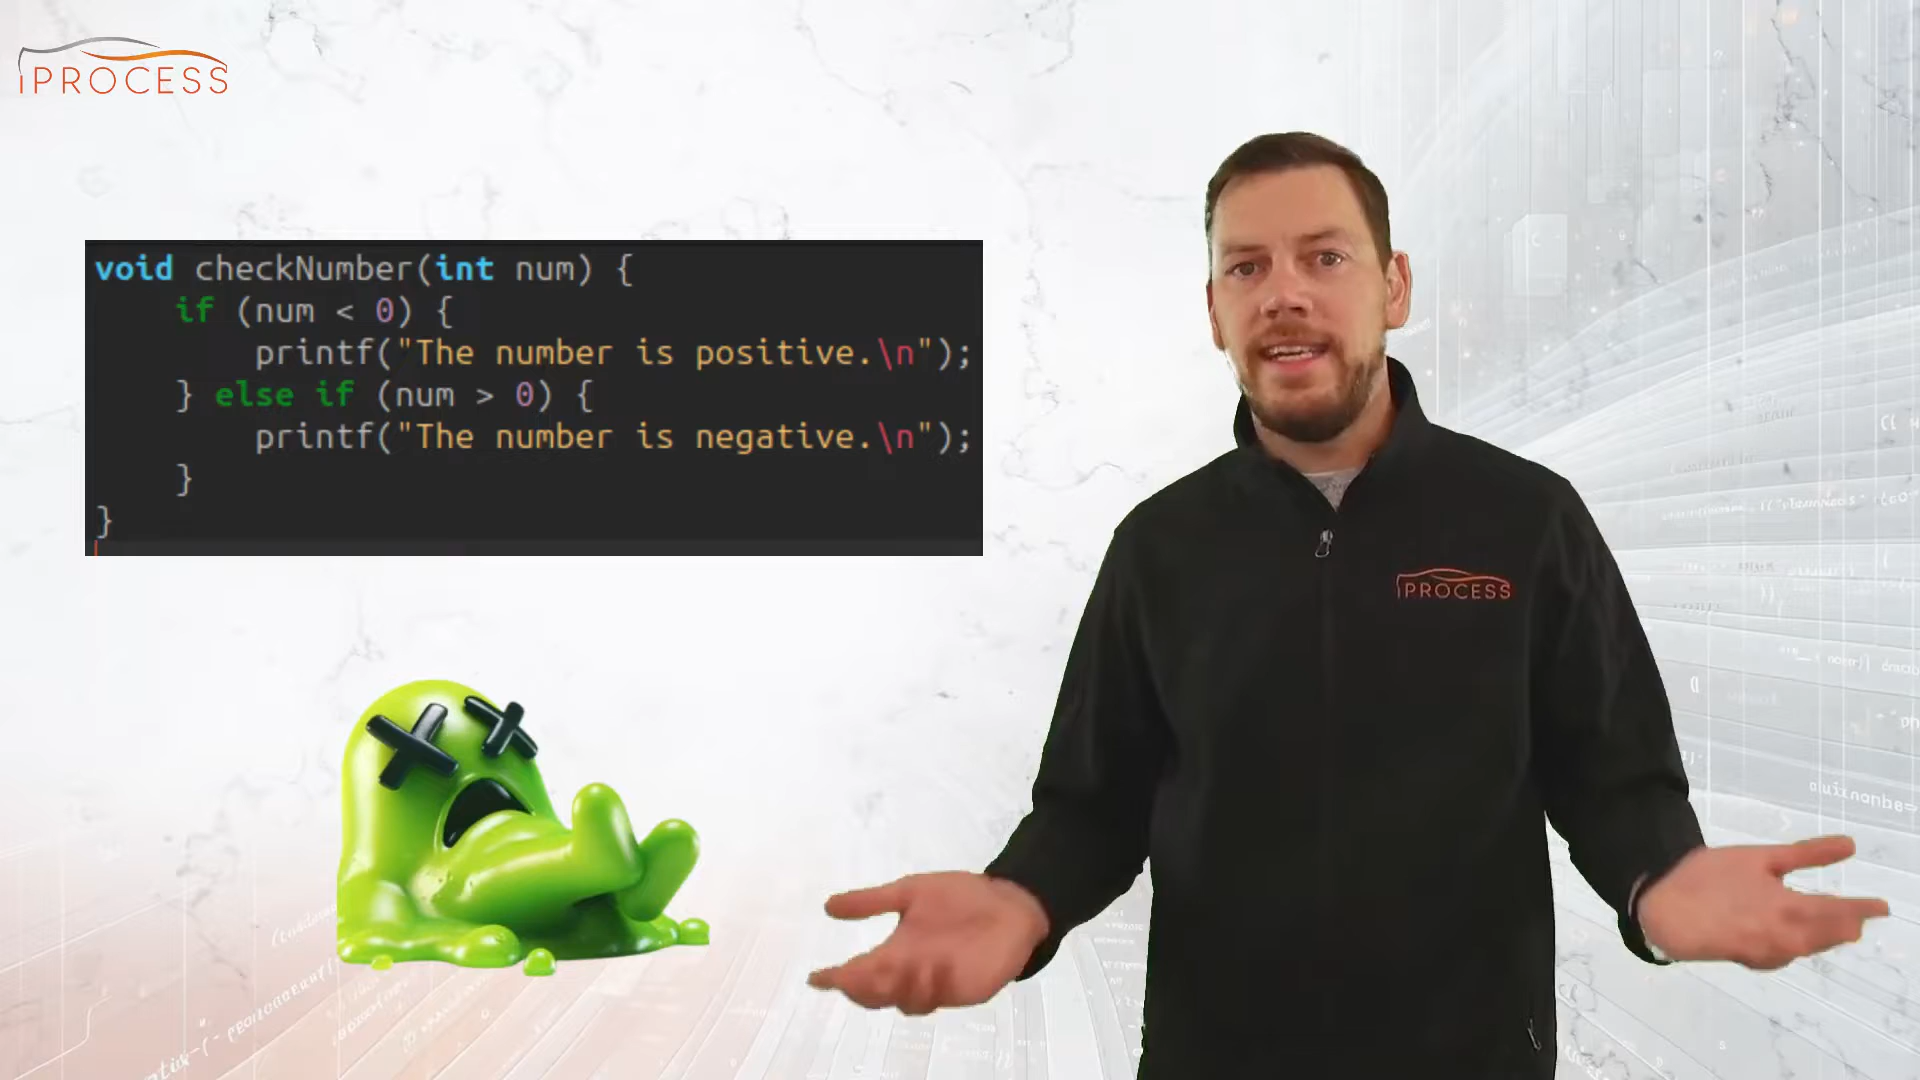 iPROCESS
void checkNumber(int num) {
    if (num < 0) {
        printf("The number is positive.\n");
    } else if (num > 0) {
        printf("The number is negative.\n");
    }
}
iPROCESS